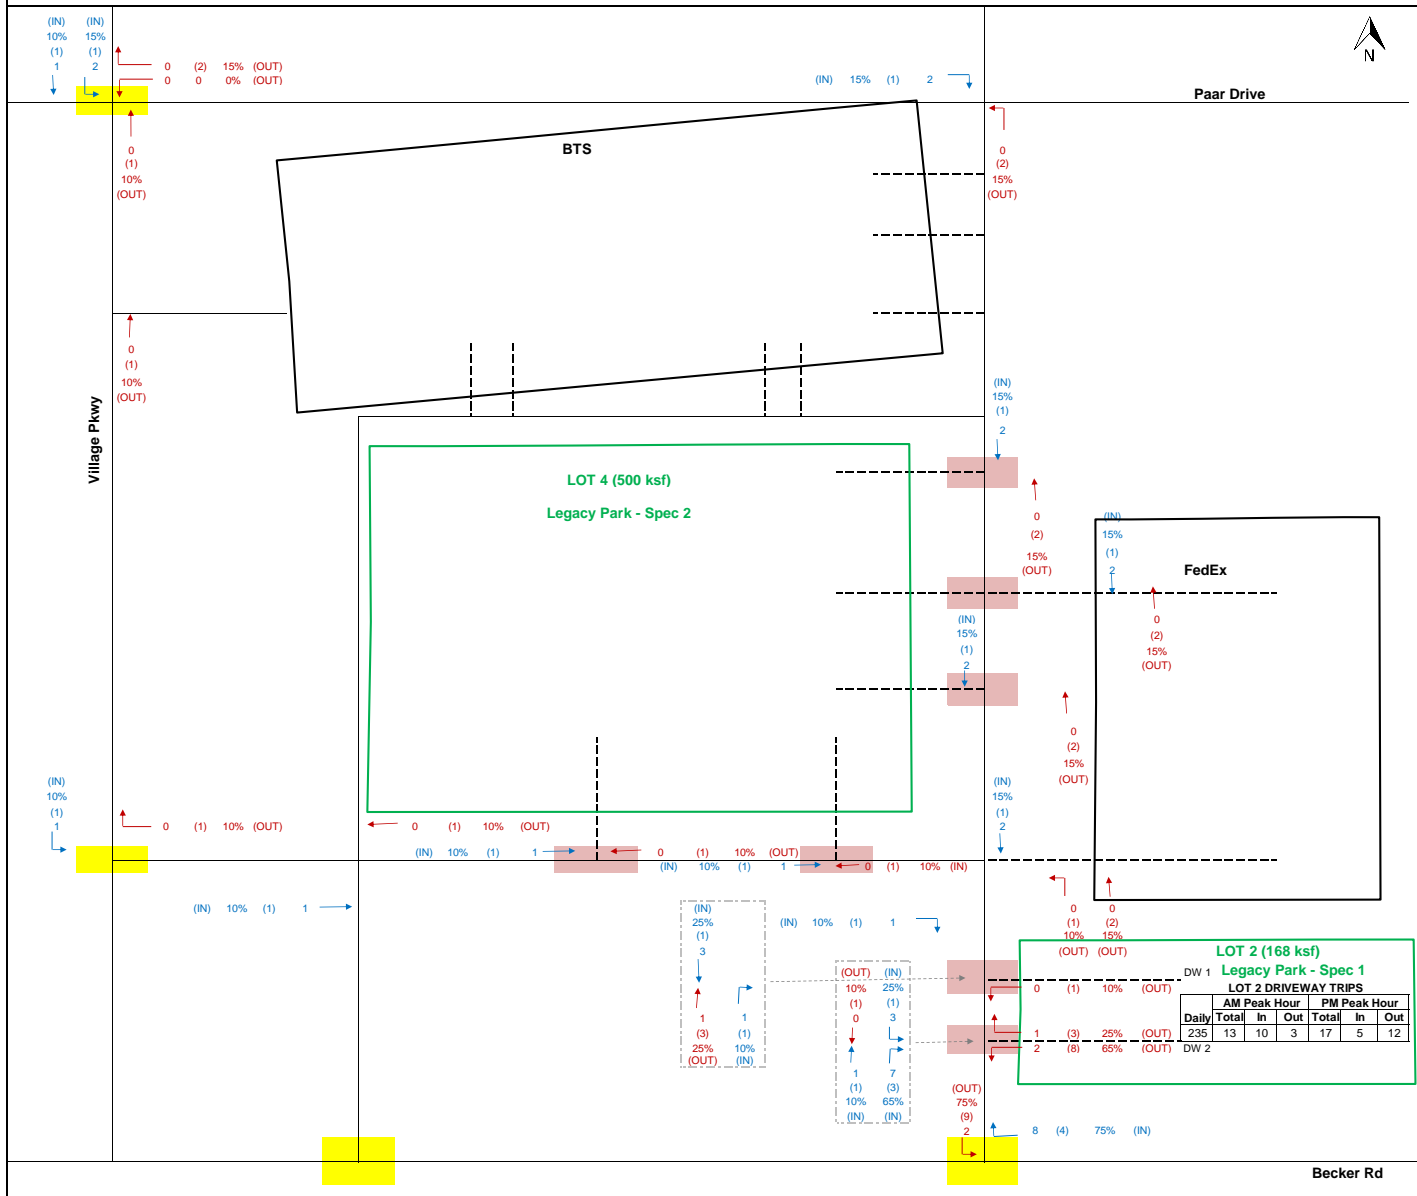 (IN) (IN)
10% 15%
(1) (1)
1 2
0 (2) 15% (OUT)
0 0 0% (OUT)
(IN) 15% (1) 2
N
Paar Drive
0
(1)
10%
(OUT)
BTS
0
(2)
15%
(OUT)
0
(1)
10%
(OUT)
Village Pkwy
(IN)
15%
(1)
2
LOT 4 (500 ksf)
Legacy Park - Spec 2
0
(2)
15%
(OUT)
(IN)
15%
(1)
2
FedEx
0
(2)
15%
(OUT)
(IN)
15%
(1)
2
0
(2)
15%
(OUT)
(IN)
10%
(1)
1
(IN)
15%
(1)
2
0 (1) 10% (OUT)
0 (1) 10% (OUT)
(IN) 10% (1) 1
0 (1) 10% (OUT)
(IN) 10% (1) 1
0 (1) 10% (IN)
(IN) 10% (1) 1
(IN)
25%
(1)
3
1 1
(3) (1)
25% 10%
(OUT) (IN)
(IN) 10% (1) 1
0 0
(1) (2)
10% 15%
(OUT) (OUT)
(OUT) (IN)
10% 25%
(1) (1)
0 3
1 7
(1) (3)
10% 65%
(IN) (IN)
LOT 2 (168 ksf)
DW 1 Legacy Park - Spec 1
0 (1) 10% (OUT)
LOT 2 DRIVEWAY TRIPS
AM Peak Hour PM Peak Hour
Daily Total In Out Total In Out
235 13 10 3 17 5 12
1 (3) 25% (OUT)
2 (8) 65% (OUT) DW 2
(OUT)
75%
(9)
2
8 (4) 75% (IN)
Becker Rd